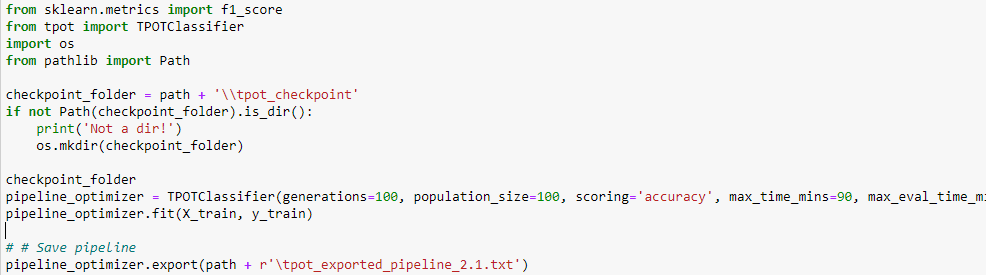 from sklearn.metrics import f1_score
from tpot import TPOTClassifier
import os
from pathlib import Path
checkpoint_folder = path + '\\tpot_checkpoint'
if not Path(checkpoint_folder).is_dir():
    print('Not a dir!')
    os.mkdir(checkpoint_folder)
checkpoint_folder
pipeline_optimizer = TPOTClassifier(generations=100, population_size=100, scoring='accuracy', max_time_mins=90, max_eval_time_mi
pipeline_optimizer.fit(X_train, y_train)
# # Save pipeline
pipeline_optimizer.export(path + r'\tpot_exported_pipeline_2.1.txt')